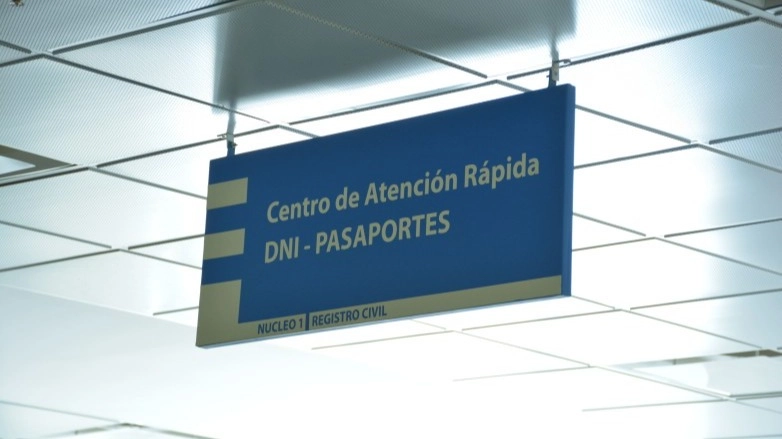 Centro de Atención Rápida
DNI - PASAPORTES
NUCLEO 1 | REGISTRO CIVIL